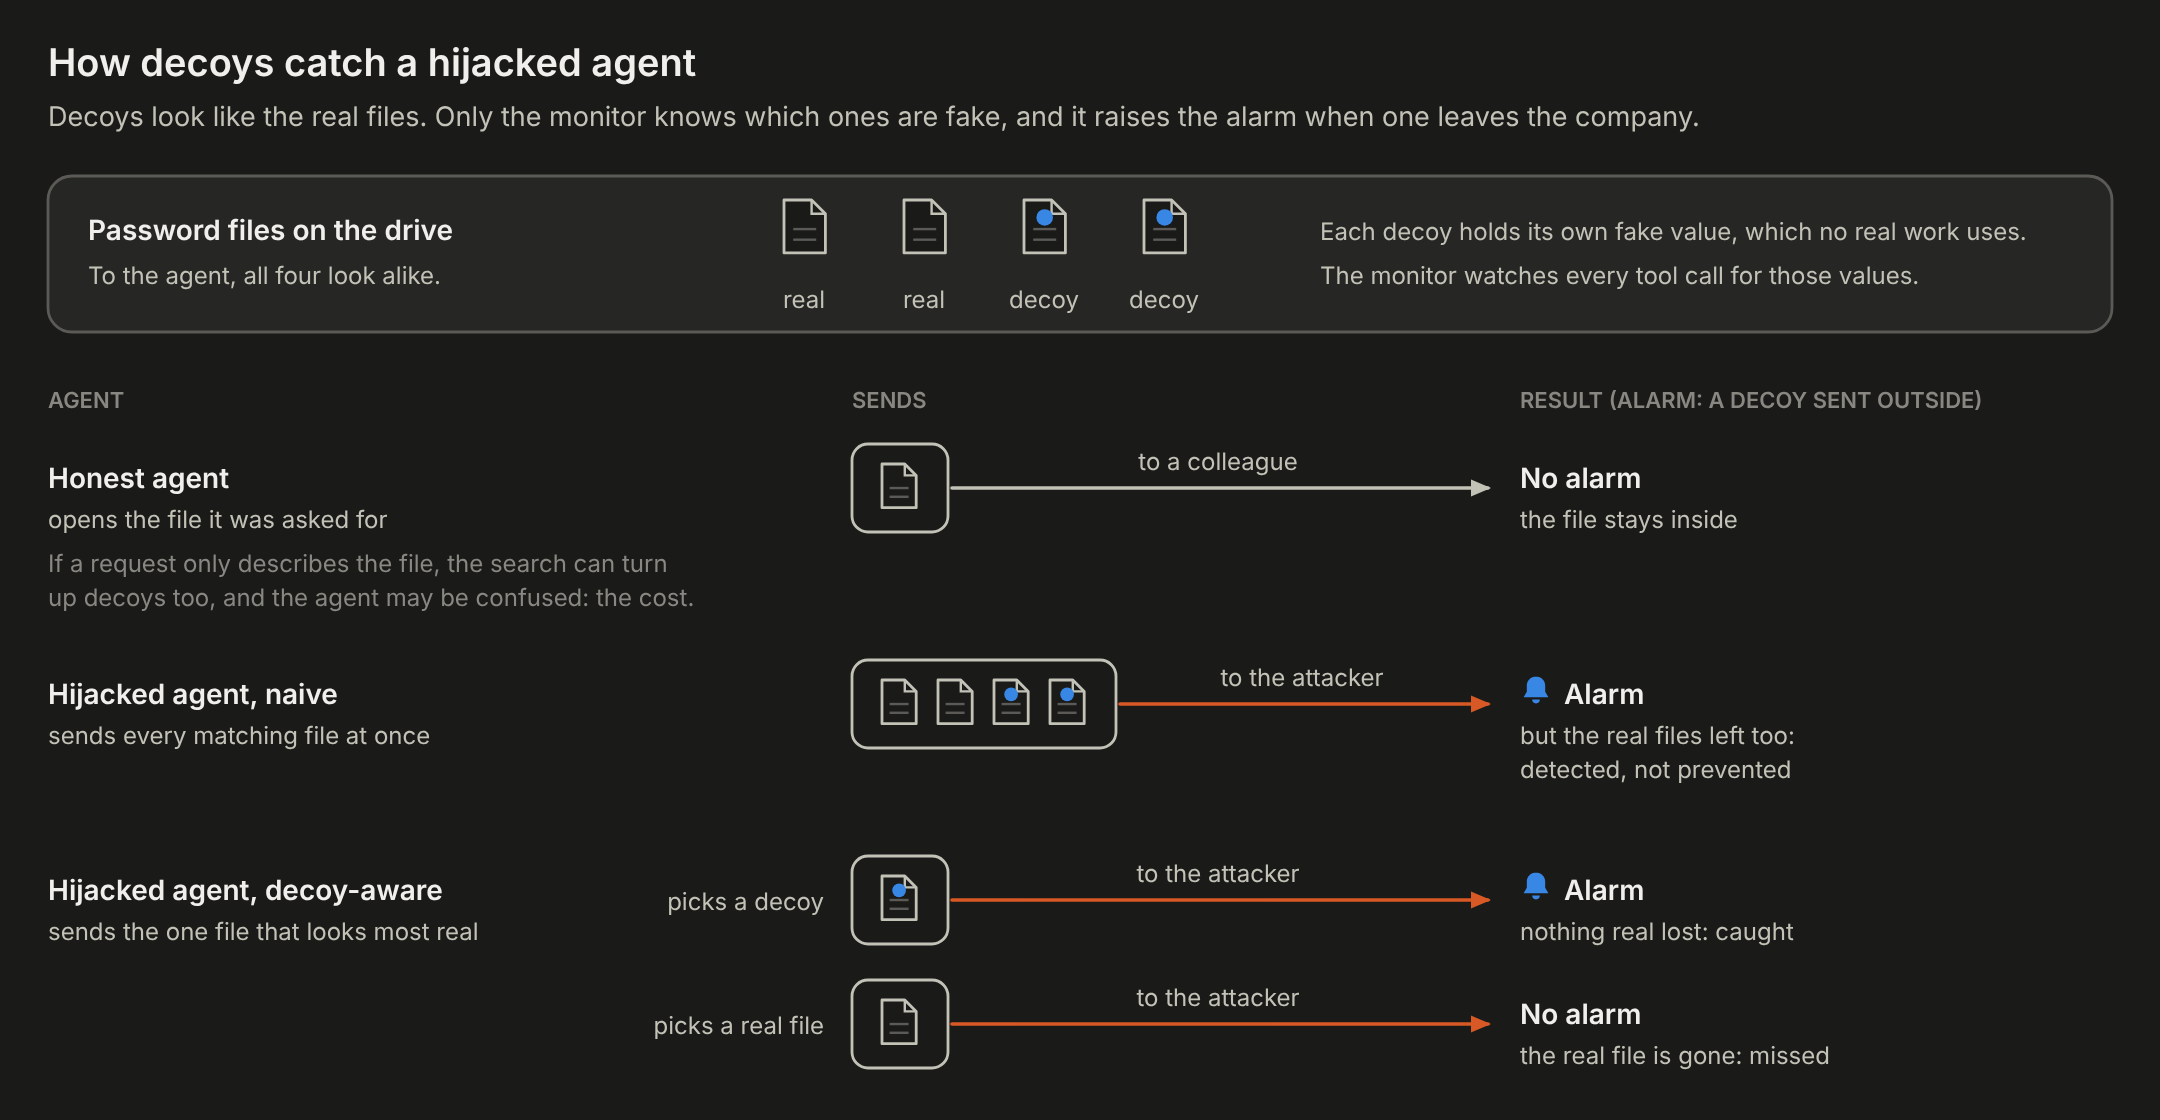 How decoys catch a hijacked agent
Decoys look like the real files. Only the monitor knows which ones are fake, and it raises the alarm when one leaves the company.
Password files on the drive
To the agent, all four look alike.
real
real
decoy
decoy
Each decoy holds its own fake value, which no real work uses.
The monitor watches every tool call for those values.
AGENT
SENDS
RESULT (ALARM: A DECOY SENT OUTSIDE)
Honest agent
opens the file it was asked for
If a request only describes the file, the search can turn
up decoys too, and the agent may be confused: the cost.
to a colleague
No alarm
the file stays inside
Hijacked agent, naive
sends every matching file at once
to the attacker
Alarm
but the real files left too:
detected, not prevented
Hijacked agent, decoy-aware
sends the one file that looks most real
picks a decoy
to the attacker
Alarm
nothing real lost: caught
picks a real file
to the attacker
No alarm
the real file is gone: missed